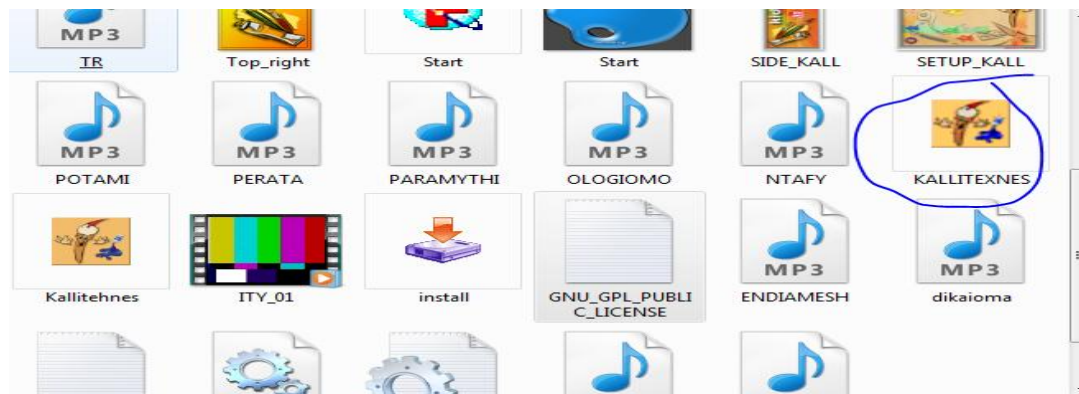 MP3
TR
Top_right
Start
Start
SIDE_KALL
SETUP_KALL
MP3
POTAMI
MP3
PERATA
MP3
PARAMYTHI
MP3
OLOGIOMO
MP3
NTAFY
KALLITEXNES
Kallitehnes
ITY_01
install
GNU_GPL_PUBLI
C_LICENSE
MP3
ENDIAMESH
MP3
dikaioma